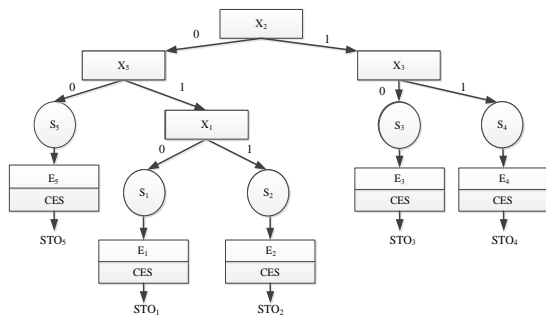 X₂
0 1
X₅ X₃
0 1 0 1
S₅ X₁ S₃ S₄
0 1
E₅ S₁ S₂ E₃ E₄
CES CES CES
STO₅ E₁ E₂ STO₃ STO₄
CES CES
STO₁ STO₂